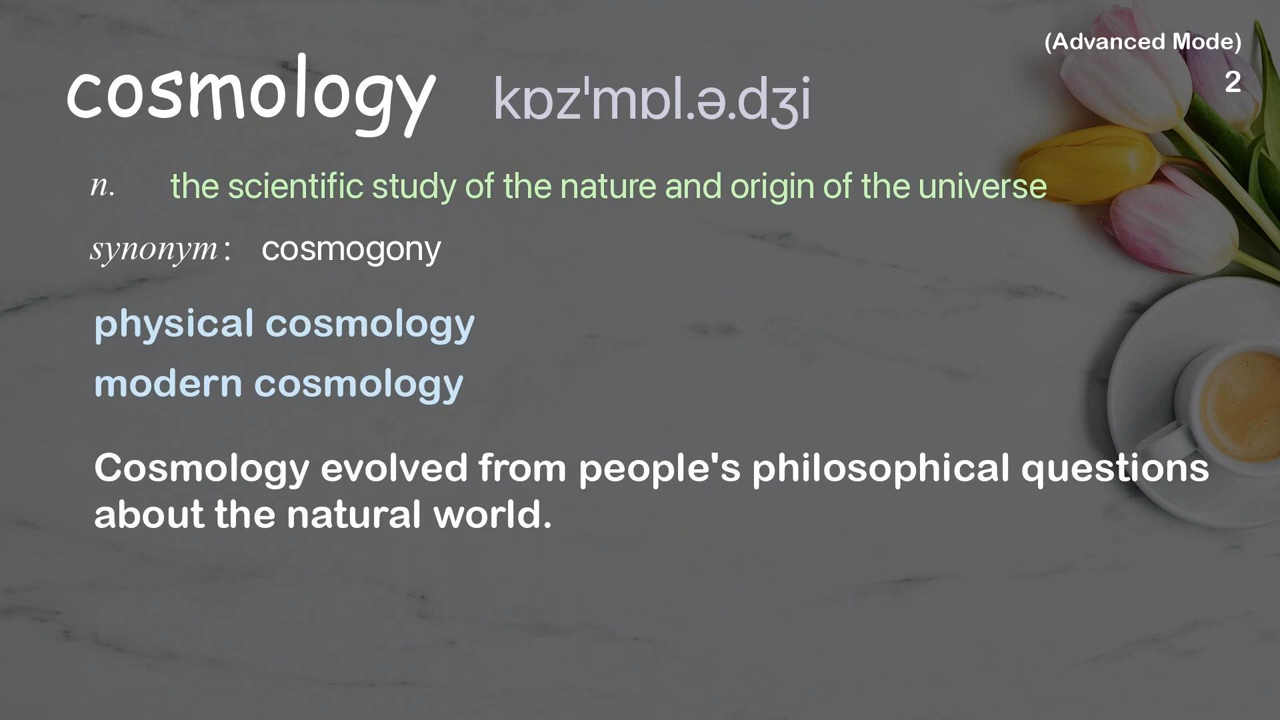 (Advanced Mode)
2
cosmology kɒzˈmɒl.ə.dʒi
n. the scientific study of the nature and origin of the universe
synonym: cosmogony
physical cosmology
modern cosmology
Cosmology evolved from people's philosophical questions
about the natural world.